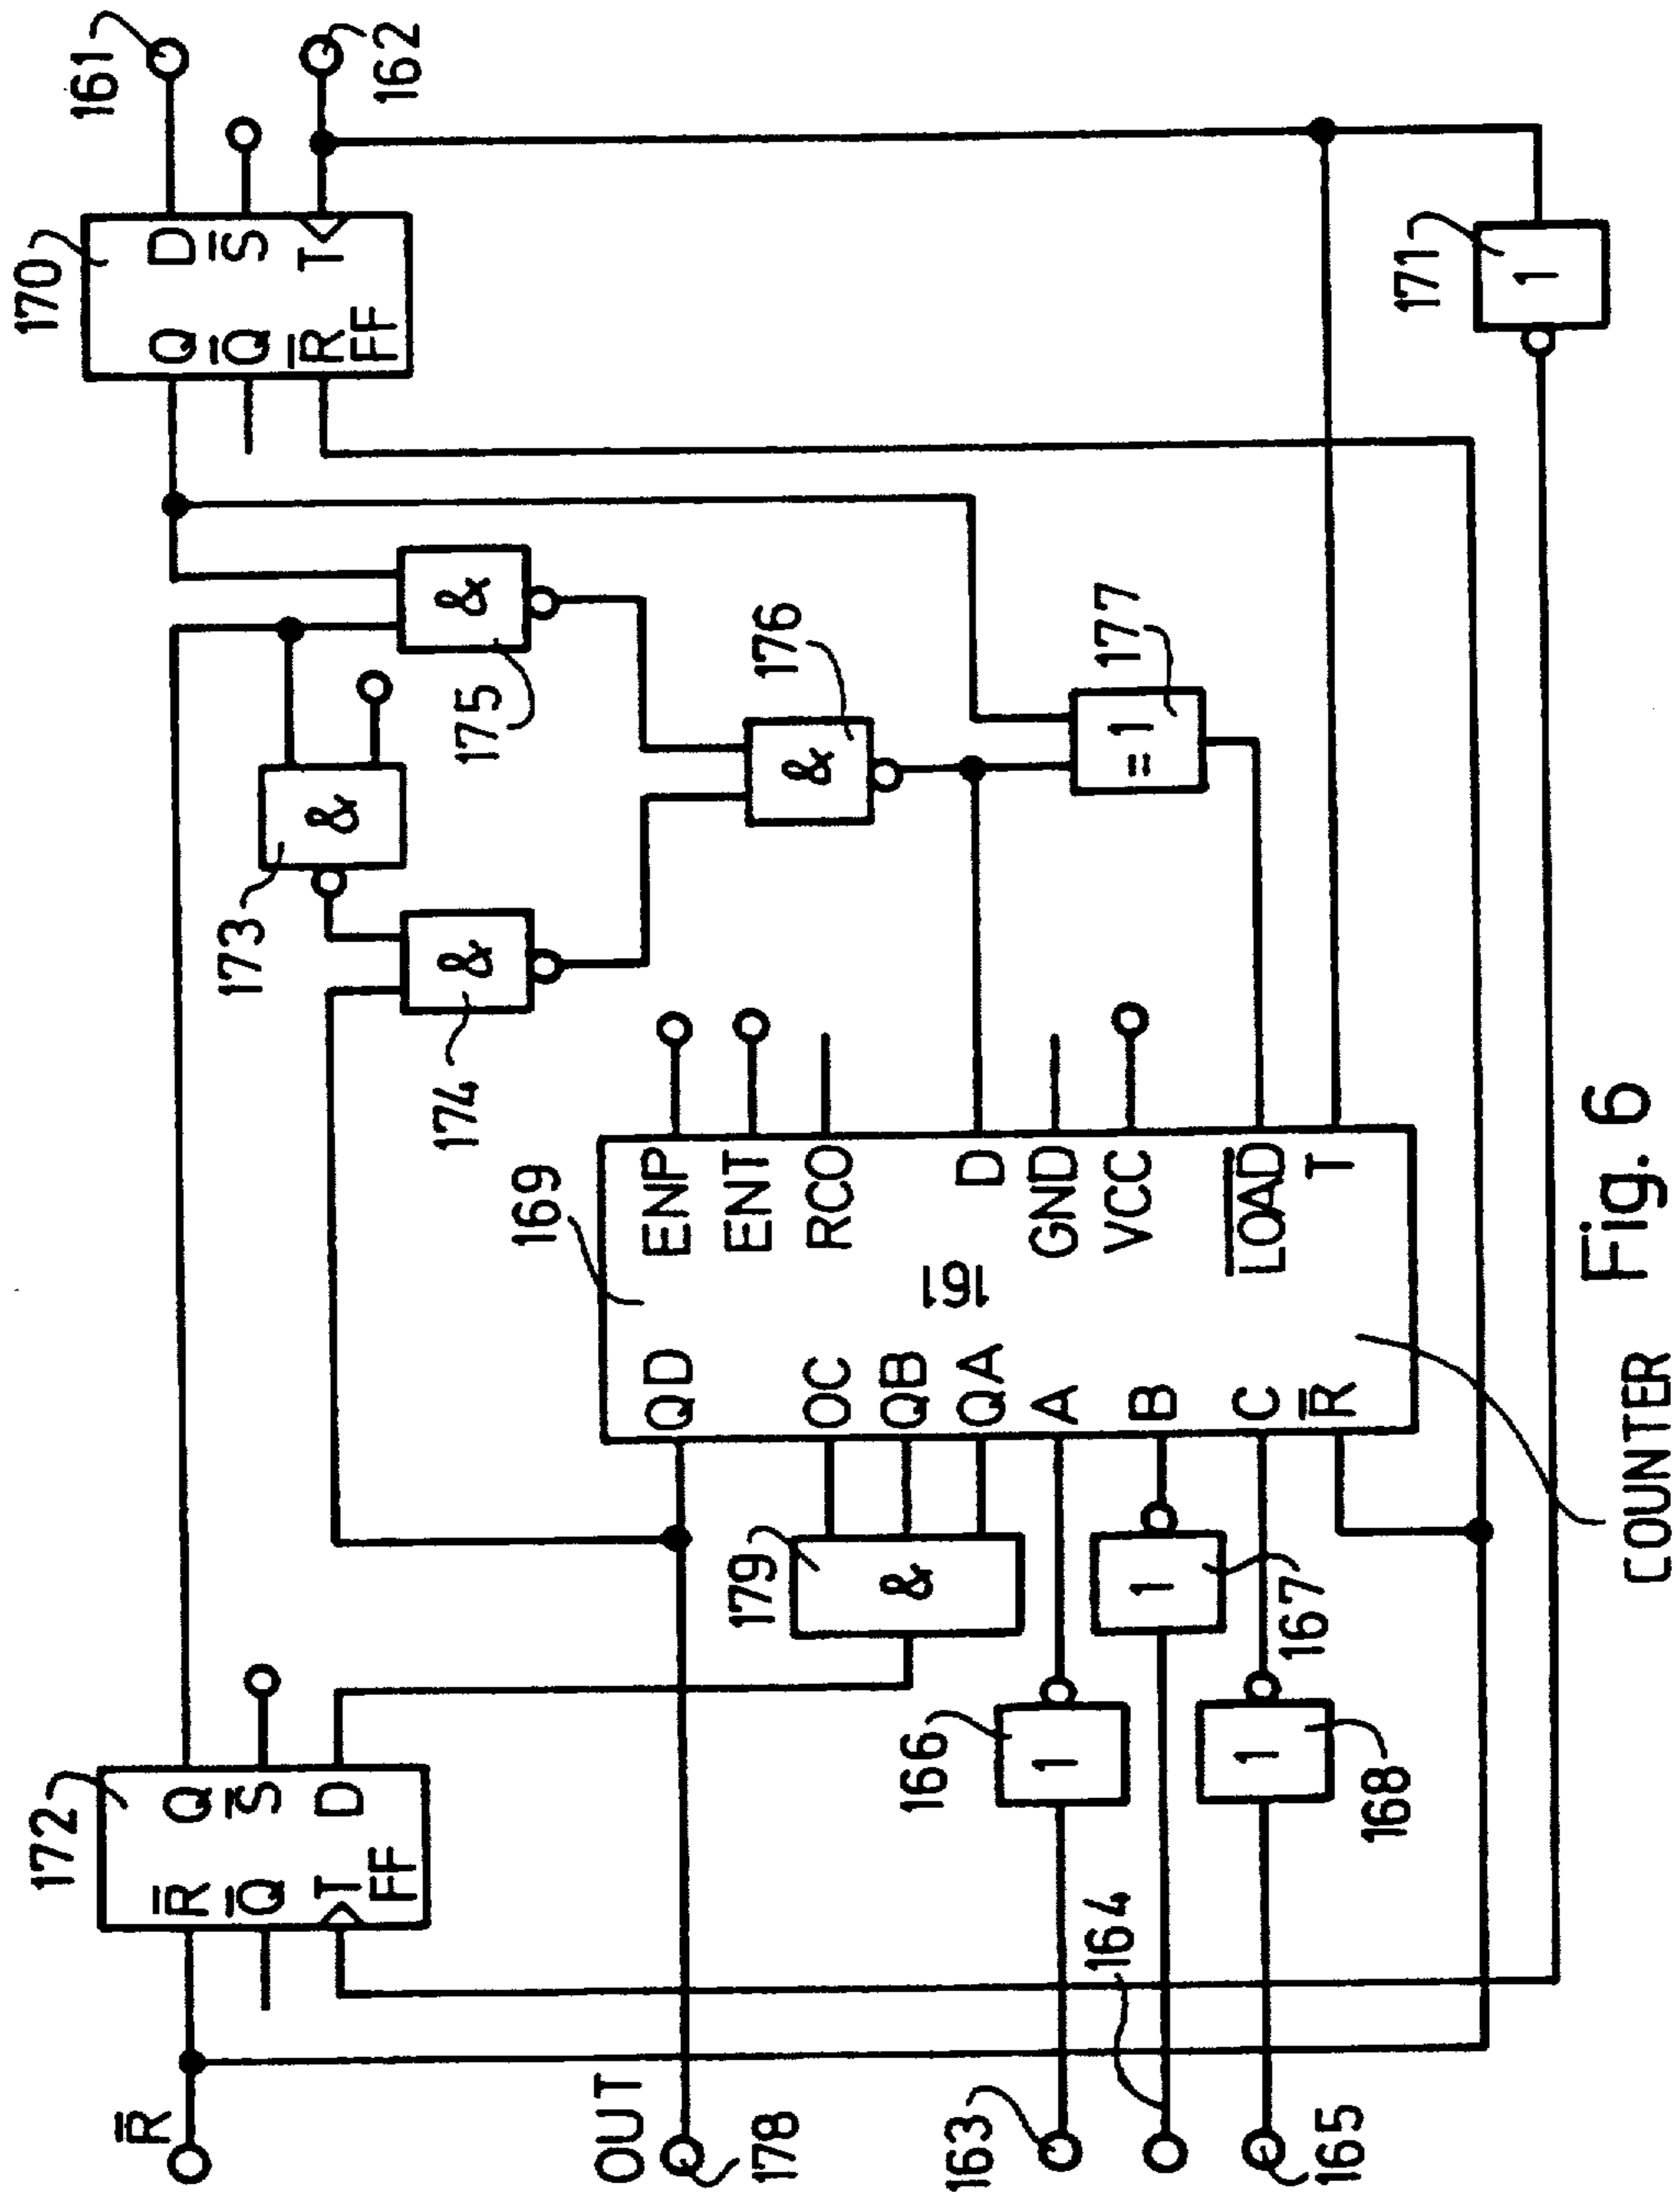 R̅
OUT
178
163
164
165
172
R̅
Q̅
T
FF
Q
S̅
D
166
1
168
1
167
1
179
&
169
QD
OC
QB
QA
A
B
C
R̅
161
ENP
ENT
RCO
D
GND
VCC
L̅O̅A̅D̅
T
COUNTER
173
&
174
&
175
&
176
&
177
= 1
170
Q
Q̅
R̅
FF
D
S̅
T
161
162
171
1
Fig. 6